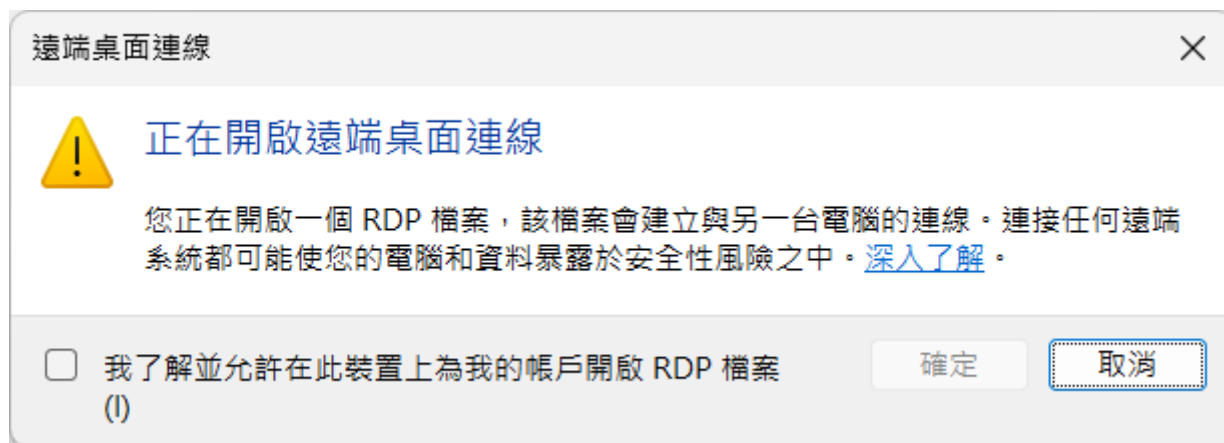 遠端桌面連線
正在開啟遠端桌面連線
您正在開啟一個 RDP 檔案，該檔案會建立與另一台電腦的連線。連接任何遠端
系統都可能使您的電腦和資料暴露於安全性風險之中。深入了解。
我了解並允許在此裝置上為我的帳戶開啟 RDP 檔案
(I)
確定
取消